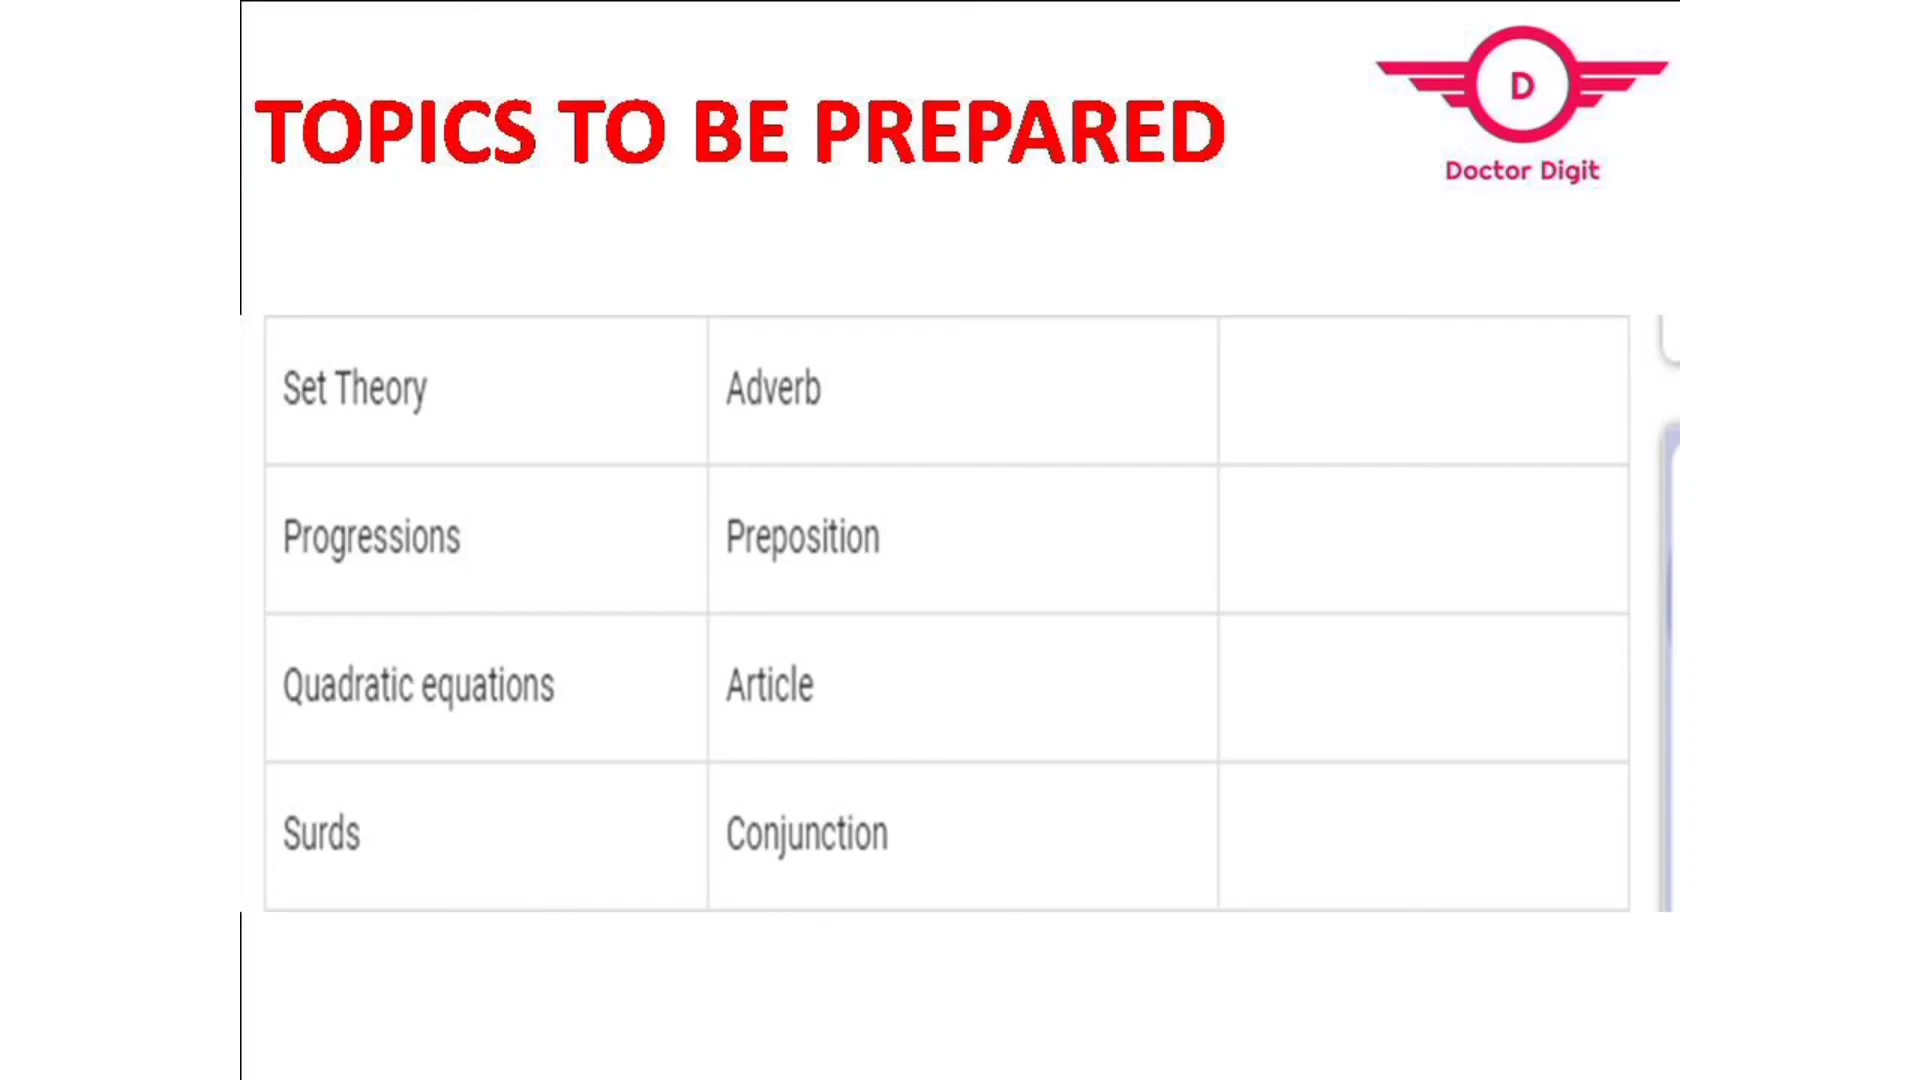 TOPICS TO BE PREPARED
D
Doctor Digit
Set Theory Adverb
Progressions Preposition
Quadratic equations Article
Surds Conjunction